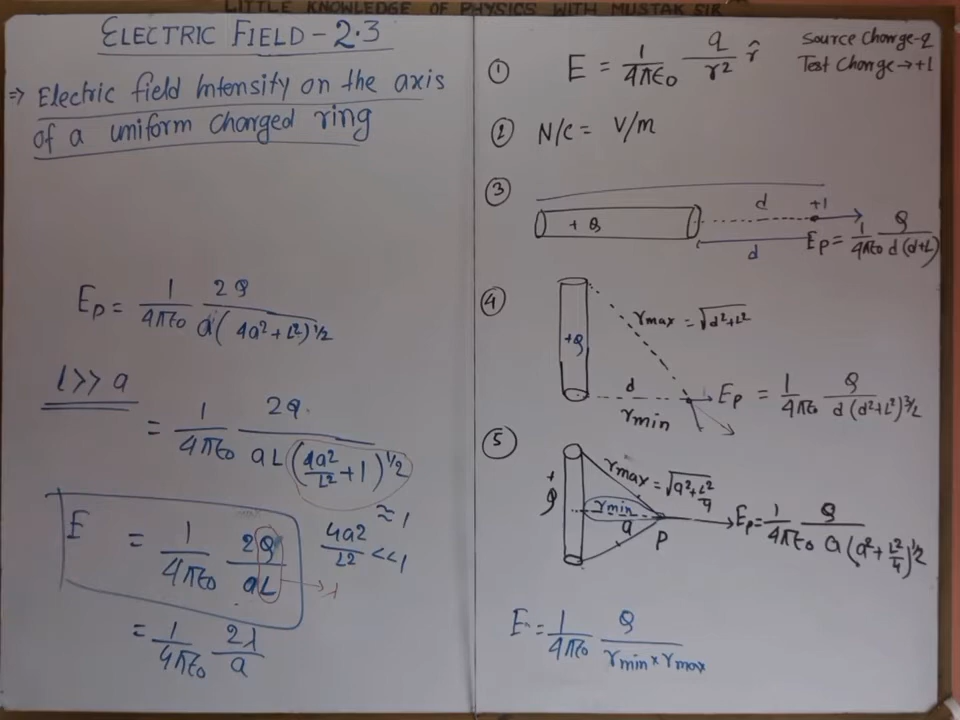 LITTLE KNOWLEDGE OF PHYSICS WITH MUSTAK SIR
ELECTRIC FIELD - 2.3
⇒ Electric field Intensity on the axis
of a uniform charged ring
Ep = 1/4πε0 2Q/a(4a²+L²)^1/2
l >> a
= 1/4πε0 2Q/aL(4a²/L²+1)^1/2
≈ 1
4a²/L² << 1
E = 1/4πε0 2Q/aL → λ
= 1/4πε0 2λ/a
① E = 1/4πε0 q/r² r̂
Source Charge - q
Test Charge → +1
② N/C = V/m
③ + Q
d
+1
d
Ep = 1/4πε0 Q/d(d+L)
④ +Q
rmax = √d²+L²
d
rmin
Ep = 1/4πε0 Q/d(d²+L²)^3/2
⑤ + Q
rmax = √a²+L²/4
rmin
a
P
Ep = 1/4πε0 Q/a(a²+L²/4)^1/2
E = 1/4πε0 Q/rmin×rmax